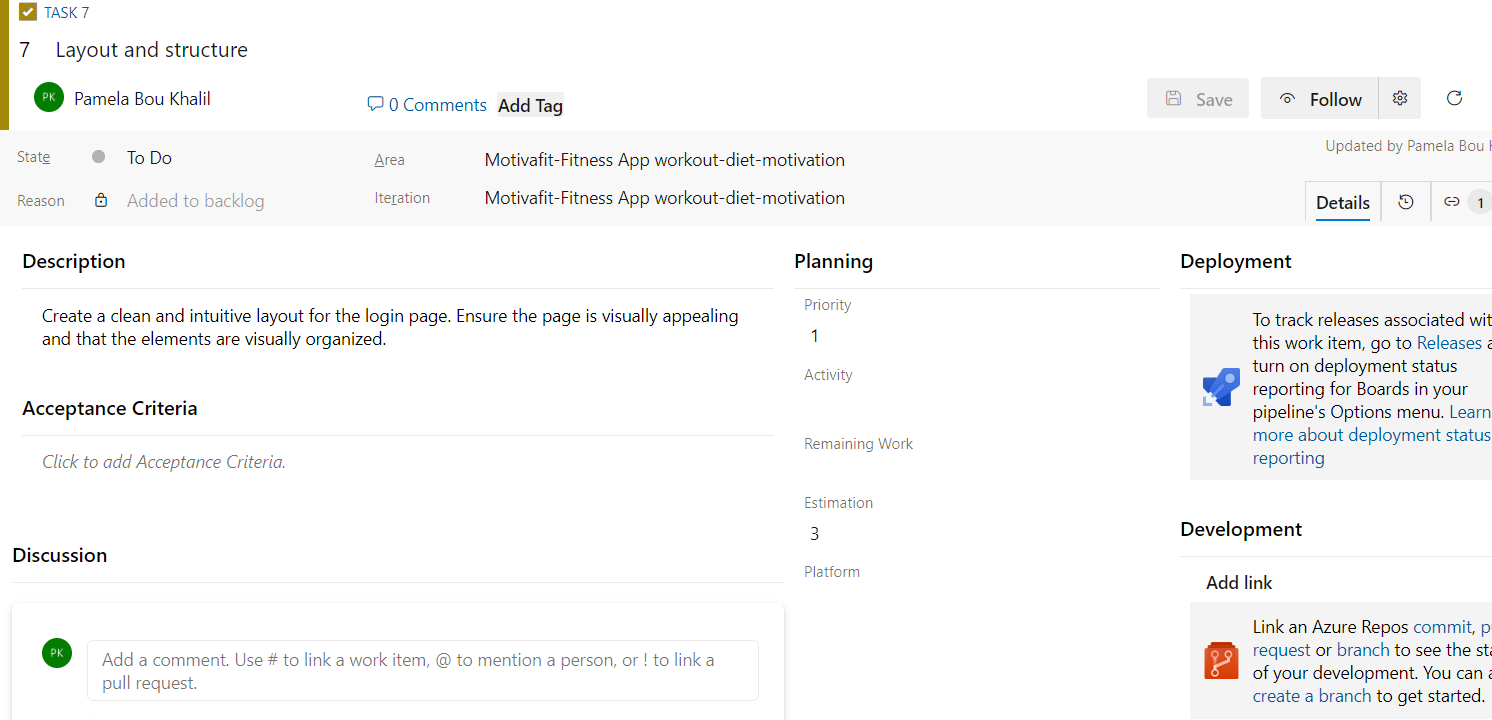 TASK 7
7 Layout and structure
PK Pamela Bou Khalil
0 Comments Add Tag
Save Follow
State To Do
Reason Added to backlog
Area Motivafit-Fitness App workout-diet-motivation
Iteration Motivafit-Fitness App workout-diet-motivation
Updated by Pamela Bou
Details 1
Description
Create a clean and intuitive layout for the login page. Ensure the page is visually appealing
and that the elements are visually organized.
Acceptance Criteria
Click to add Acceptance Criteria.
Discussion
PK
Add a comment. Use # to link a work item, @ to mention a person, or ! to link a
pull request.
Planning
Priority
1
Activity
Remaining Work
Estimation
3
Platform
Deployment
To track releases associated
this work item, go to Releases
turn on deployment status
reporting for Boards in your
pipeline's Options menu. Learn
more about deployment status
reporting
Development
Add link
Link an Azure Repos commit,
request or branch to see the
of your development. You can
create a branch to get started.